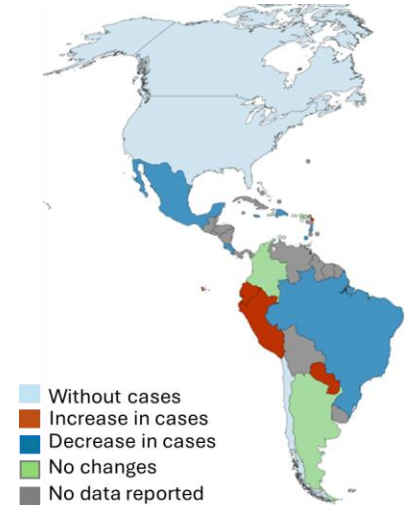 Without cases
Increase in cases
Decrease in cases
No changes
No data reported